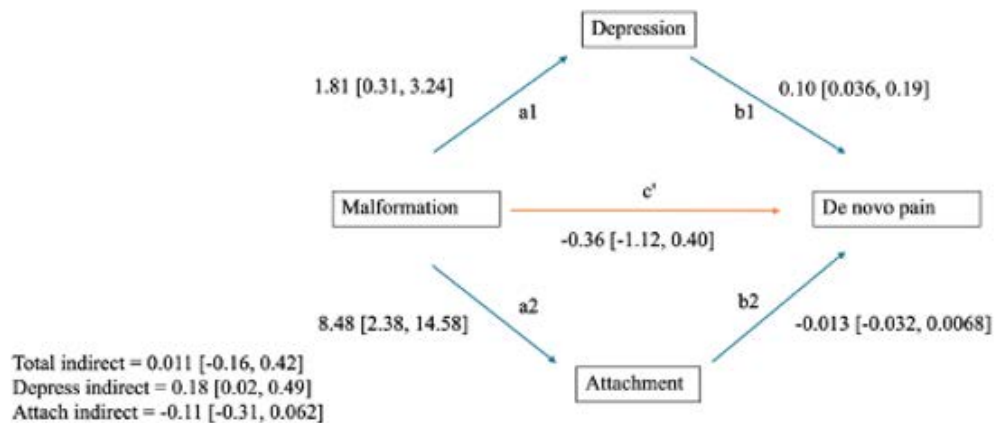 Depression
1.81 [0.31, 3.24]
0.10 [0.036, 0.19]
a1
b1
Malformation
c'
De novo pain
-0.36 [-1.12, 0.40]
a2
b2
8.48 [2.38, 14.58]
-0.013 [-0.032, 0.0068]
Total indirect = 0.011 [-0.16, 0.42]
Depress indirect = 0.18 [0.02, 0.49]
Attachment
Attach indirect = -0.11 [-0.31, 0.062]